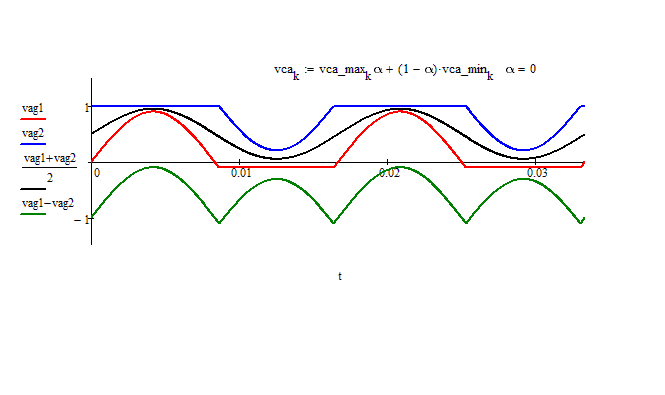 vca_k := vca_max_k α + (1 − α)·vca_min_k α = 0
vag1
vag2
vag1+vag2
2
vag1−vag2
1
0 0.01 0.02 0.03
− 1
t